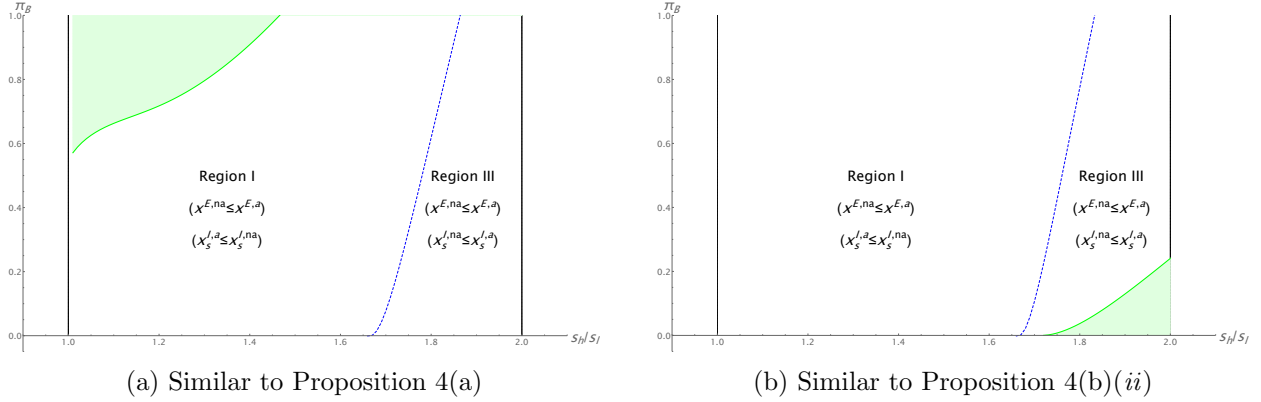 π_B
1.0
0.8
0.6
0.4
0.2
0.0
Region I
(x^{E,na}≤x^{E,a})
(x_s^{I,a}≤x_s^{I,na})
Region III
(x^{E,na}≤x^{E,a})
(x_s^{I,na}≤x_s^{I,a})
1.0 1.2 1.4 1.6 1.8 2.0
s_h/s_l
(a) Similar to Proposition 4(a)
π_B
1.0
0.8
0.6
0.4
0.2
0.0
Region I
(x^{E,na}≤x^{E,a})
(x_s^{I,a}≤x_s^{I,na})
Region III
(x^{E,na}≤x^{E,a})
(x_s^{I,na}≤x_s^{I,a})
1.0 1.2 1.4 1.6 1.8 2.0
s_h/s_l
(b) Similar to Proposition 4(b)(ii)